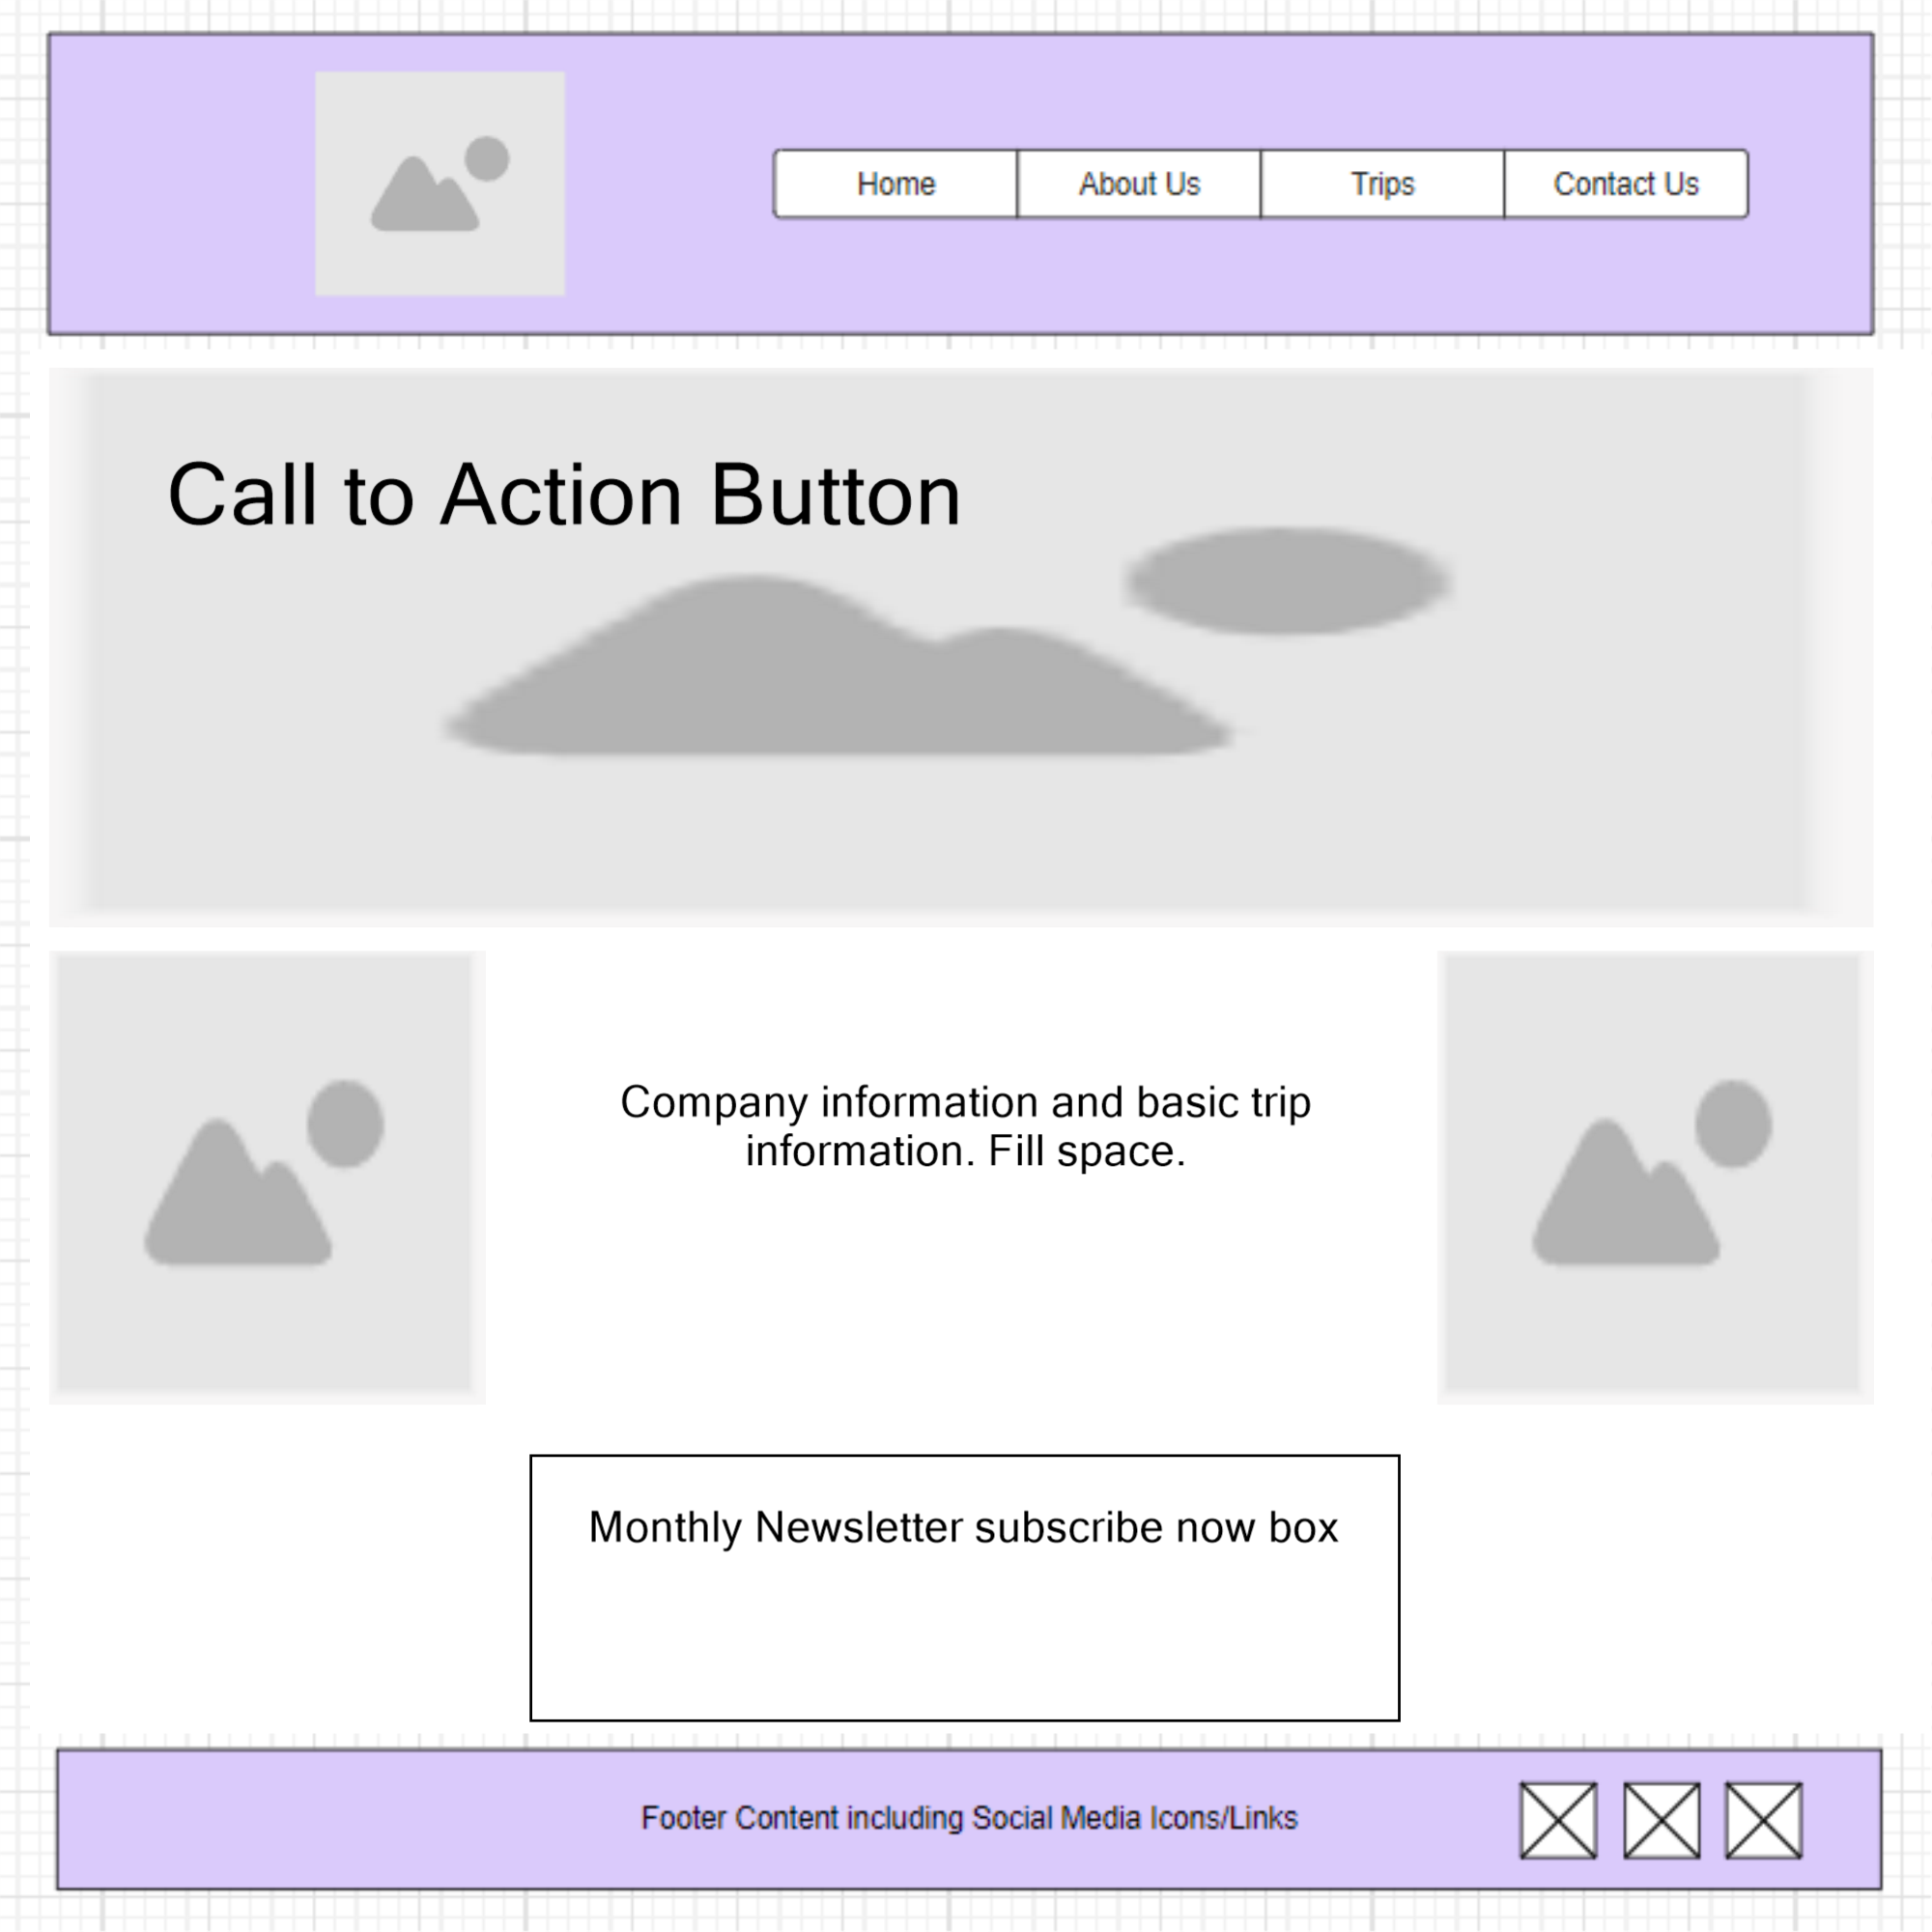 Home About Us Trips Contact Us
Call to Action Button
Company information and basic trip
information. Fill space.
Monthly Newsletter subscribe now box
Footer Content including Social Media Icons/Links